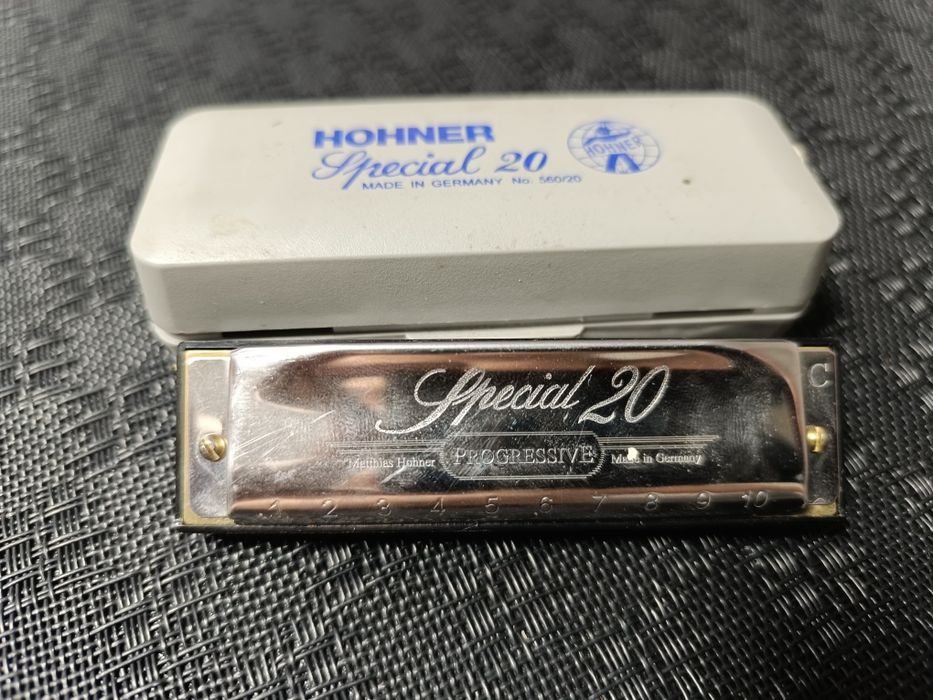 HOHNER
Special 20
MADE IN GERMANY No. 560/20
HOHNER
Special 20
C
Matthias Hohner PROGRESSIVE Made in Germany
1 2 3 4 5 6 7 8 9 10